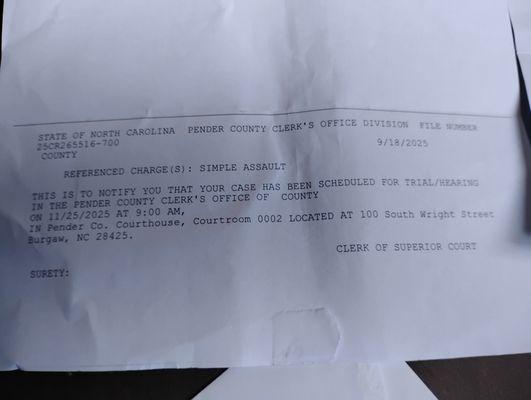 STATE OF NORTH CAROLINA PENDER COUNTY CLERK'S OFFICE DIVISION FILE NUMBER
25CR265516-700 9/18/2025
COUNTY
REFERENCED CHARGE(S): SIMPLE ASSAULT
THIS IS TO NOTIFY YOU THAT YOUR CASE HAS BEEN SCHEDULED FOR TRIAL/HEARING
IN THE PENDER COUNTY CLERK'S OFFICE OF COUNTY
ON 11/25/2025 AT 9:00 AM,
IN Pender Co. Courthouse, Courtroom 0002 LOCATED AT 100 South Wright Street
Burgaw, NC 28425.
CLERK OF SUPERIOR COURT
SURETY: